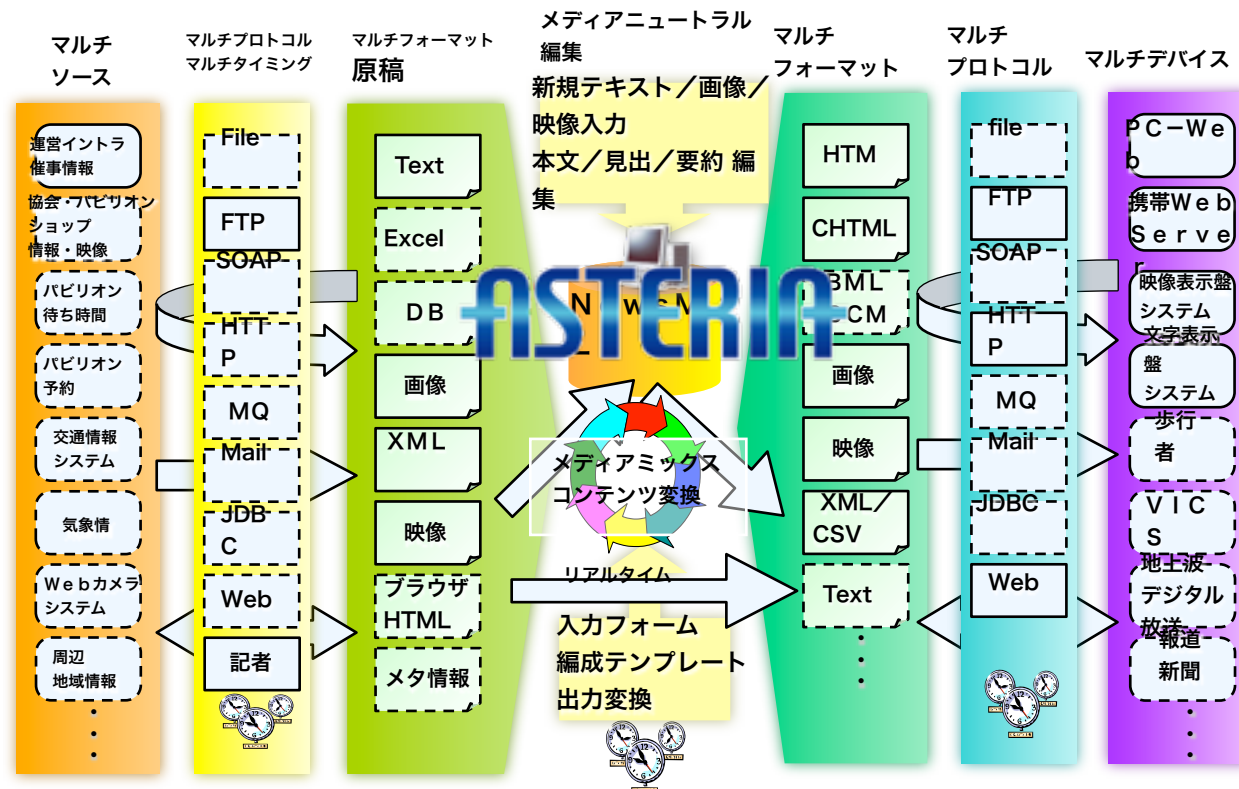 マルチ
ソース
運営イントラ
催事情報
協会・パビリオン
ショップ
情報・映像
パビリオン
待ち時間
パビリオン
予約
交通情報
システム
気象情
Webカメラ
システム
周辺
地域情報
・
・
・
マルチプロトコル
マルチタイミング
File
FTP
SOAP
HTT
P
MQ
Mail
JDB
C
Web
記者
マルチフォーマット
原稿
Text
Excel
DB
画像
XML
映像
ブラウザ
HTML
メタ情報
メディアニュートラル
編集
新規テキスト／画像／
映像入力
本文／見出／要約 編
集
ASTERIA
メディアミックス
コンテンツ変換
リアルタイム
入力フォーム
編成テンプレート
出力変換
マルチ
フォーマット
HTM
CHTML
BML
CM
画像
映像
XML／
CSV
Text
・
・
・
マルチ
プロトコル
file
FTP
SOAP
HTT
P
MQ
Mail
JDBC
Web
マルチデバイス
PC－We
b
携帯Web
Serve
r
映像表示盤
システム
文字表示
盤
システム
歩行
者
VIC
S
地上波
デジタル
放送
報道
新聞
・
・
・